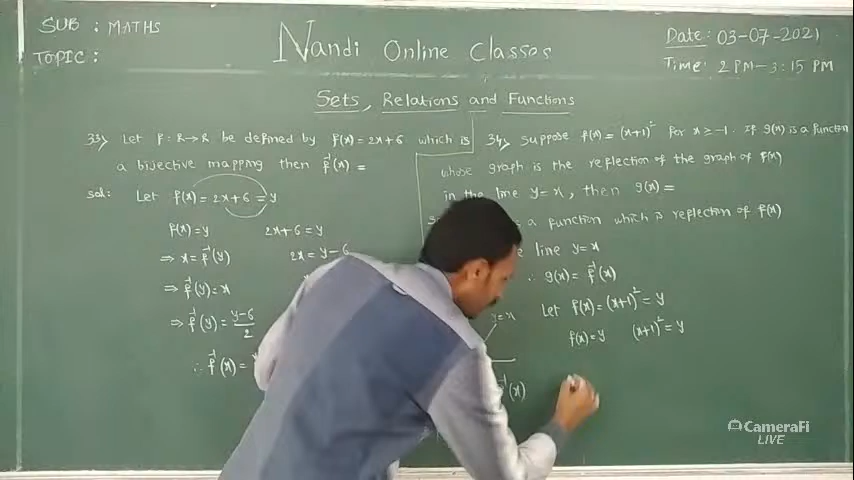 SUB : MATHS
TOPIC :
Nandi Online Classes
Date: 03-07-2021
Time: 2 PM-3:15 PM
Sets, Relations and Functions
33) Let f: R→R be defined by f(x) = 2x+6 which is
a bijective mapping then f⁻¹(x) =
sol: Let f(x) = 2x+6 = y
f(x) = y 2x+6 = y
⇒ x = f⁻¹(y) 2x = y-6
⇒ f⁻¹(y) = x
⇒ f⁻¹(y) = y-6/2
∴ f⁻¹(x) =
34) suppose f(x) = (x+1)² for x ≥ -1. If g(x) is a function
whose graph is the reflection of the graph of f(x)
in the line y=x, then g(x) =
a function which is reflection of f(x)
line y=x
∴ g(x) = f⁻¹(x)
y=x
Let f(x) = (x+1)² = y
f(x) = y (x+1)² = y
⁻¹(x)
CameraFi
LIVE